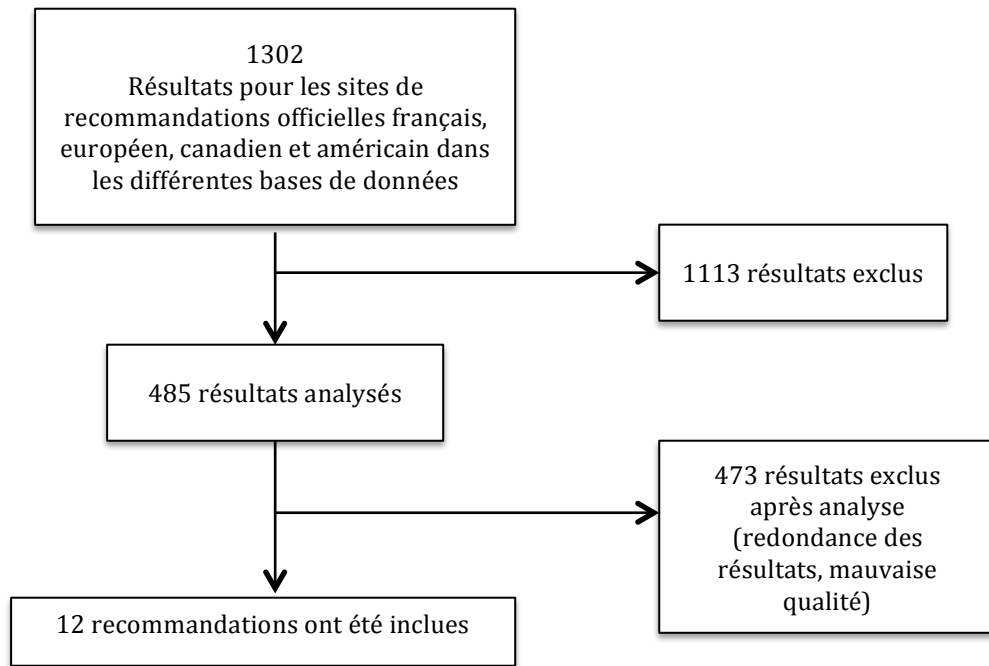 1302
Résultats pour les sites de
recommandations officielles français,
européen, canadien et américain dans
les différentes bases de données
1113 résultats exclus
485 résultats analysés
473 résultats exclus
après analyse
(redondance des
résultats, mauvaise
qualité)
12 recommandations ont été inclues